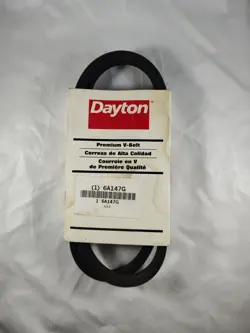 Dayton
Premium V-Belt
Correas de Alta Calidad
Courroie en V
de Première Qualité
(1) 6A147G
1 6A147G